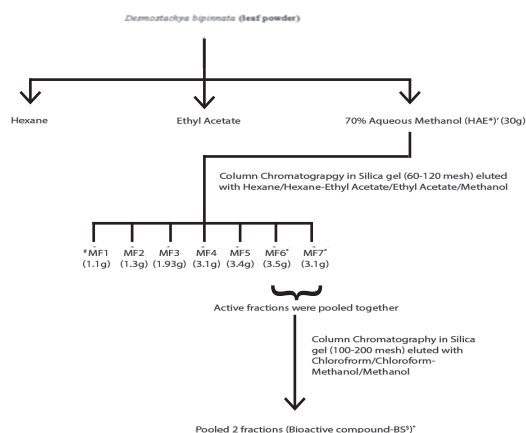 Desmostachya bipinnata (leaf powder)
Hexane
Ethyl Acetate
70% Aqueous Methanol (HAE*)' (30g)
Column Chromatograpgy in Silica gel (60-120 mesh) eluted
with Hexane/Hexane-Ethyl Acetate/Ethyl Acetate/Methanol
#MF1 MF2 MF3 MF4 MF5 MF6* MF7*
(1.1g) (1.3g) (1.93g) (3.1g) (3.4g) (3.5g) (3.1g)
Active fractions were pooled together
Column Chromatography in Silica
gel (100-200 mesh) eluted with
Chlorofrorm/Chloroform-
Methanol/Methanol
Pooled 2 fractions (Bioactive compound-BS§)*